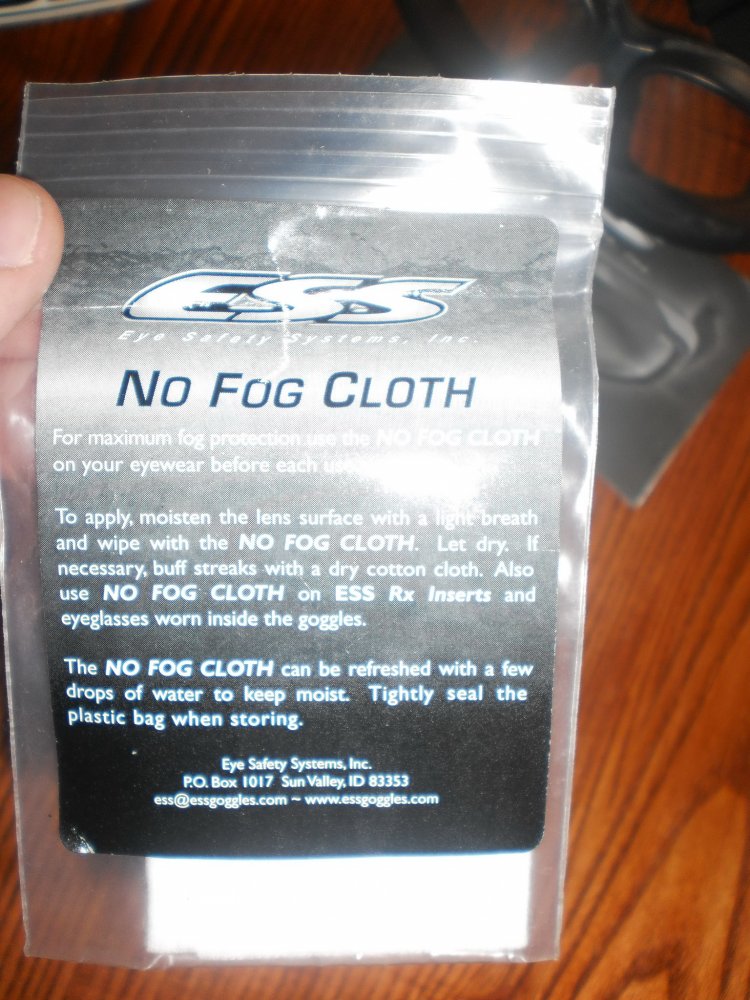 ESS
Eye Safety Systems, Inc.
NO FOG CLOTH
For maximum fog protection use the NO FOG CLOTH
on your eyewear before each use.
To apply, moisten the lens surface with a light breath
and wipe with the NO FOG CLOTH. Let dry. If
necessary, buff streaks with a dry cotton cloth. Also
use NO FOG CLOTH on ESS Rx Inserts and
eyeglasses worn inside the goggles.
The NO FOG CLOTH can be refreshed with a few
drops of water to keep moist. Tightly seal the
plastic bag when storing.
Eye Safety Systems, Inc.
P.O. Box 1017 Sun Valley, ID 83353
ess@essgoggles.com ~ www.essgoggles.com